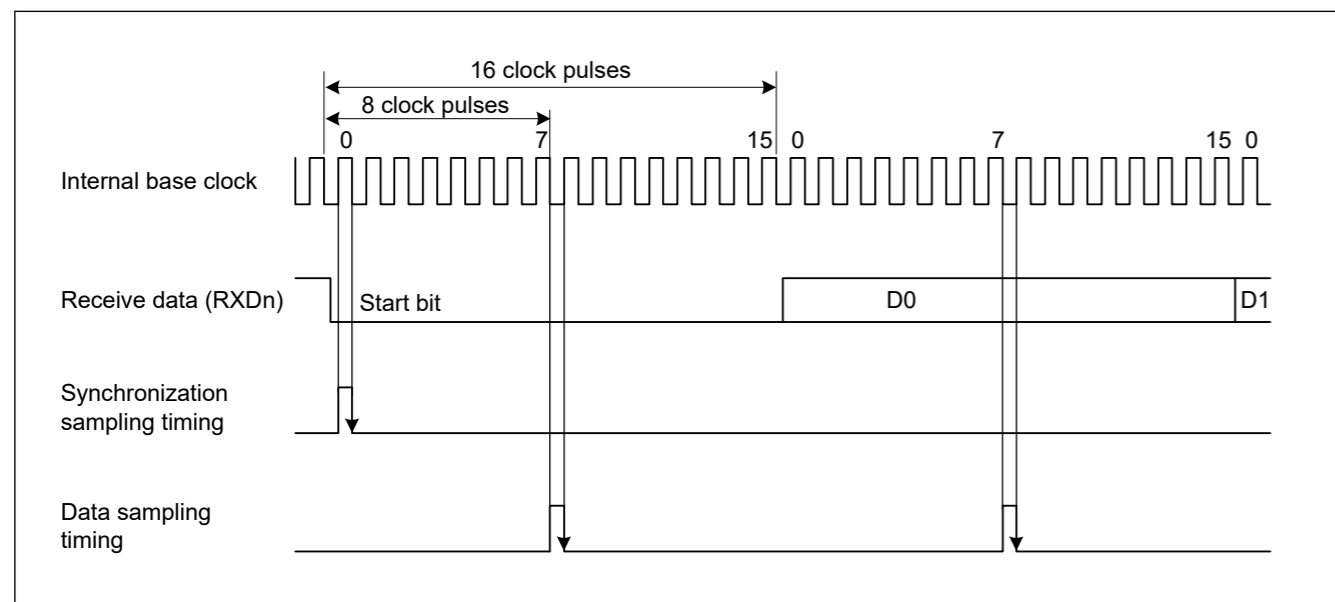 16 clock pulses
8 clock pulses
0 7 15 0 7 15 0
Internal base clock
Receive data (RXDn)
Start bit D0 D1
Synchronization
sampling timing
Data sampling
timing